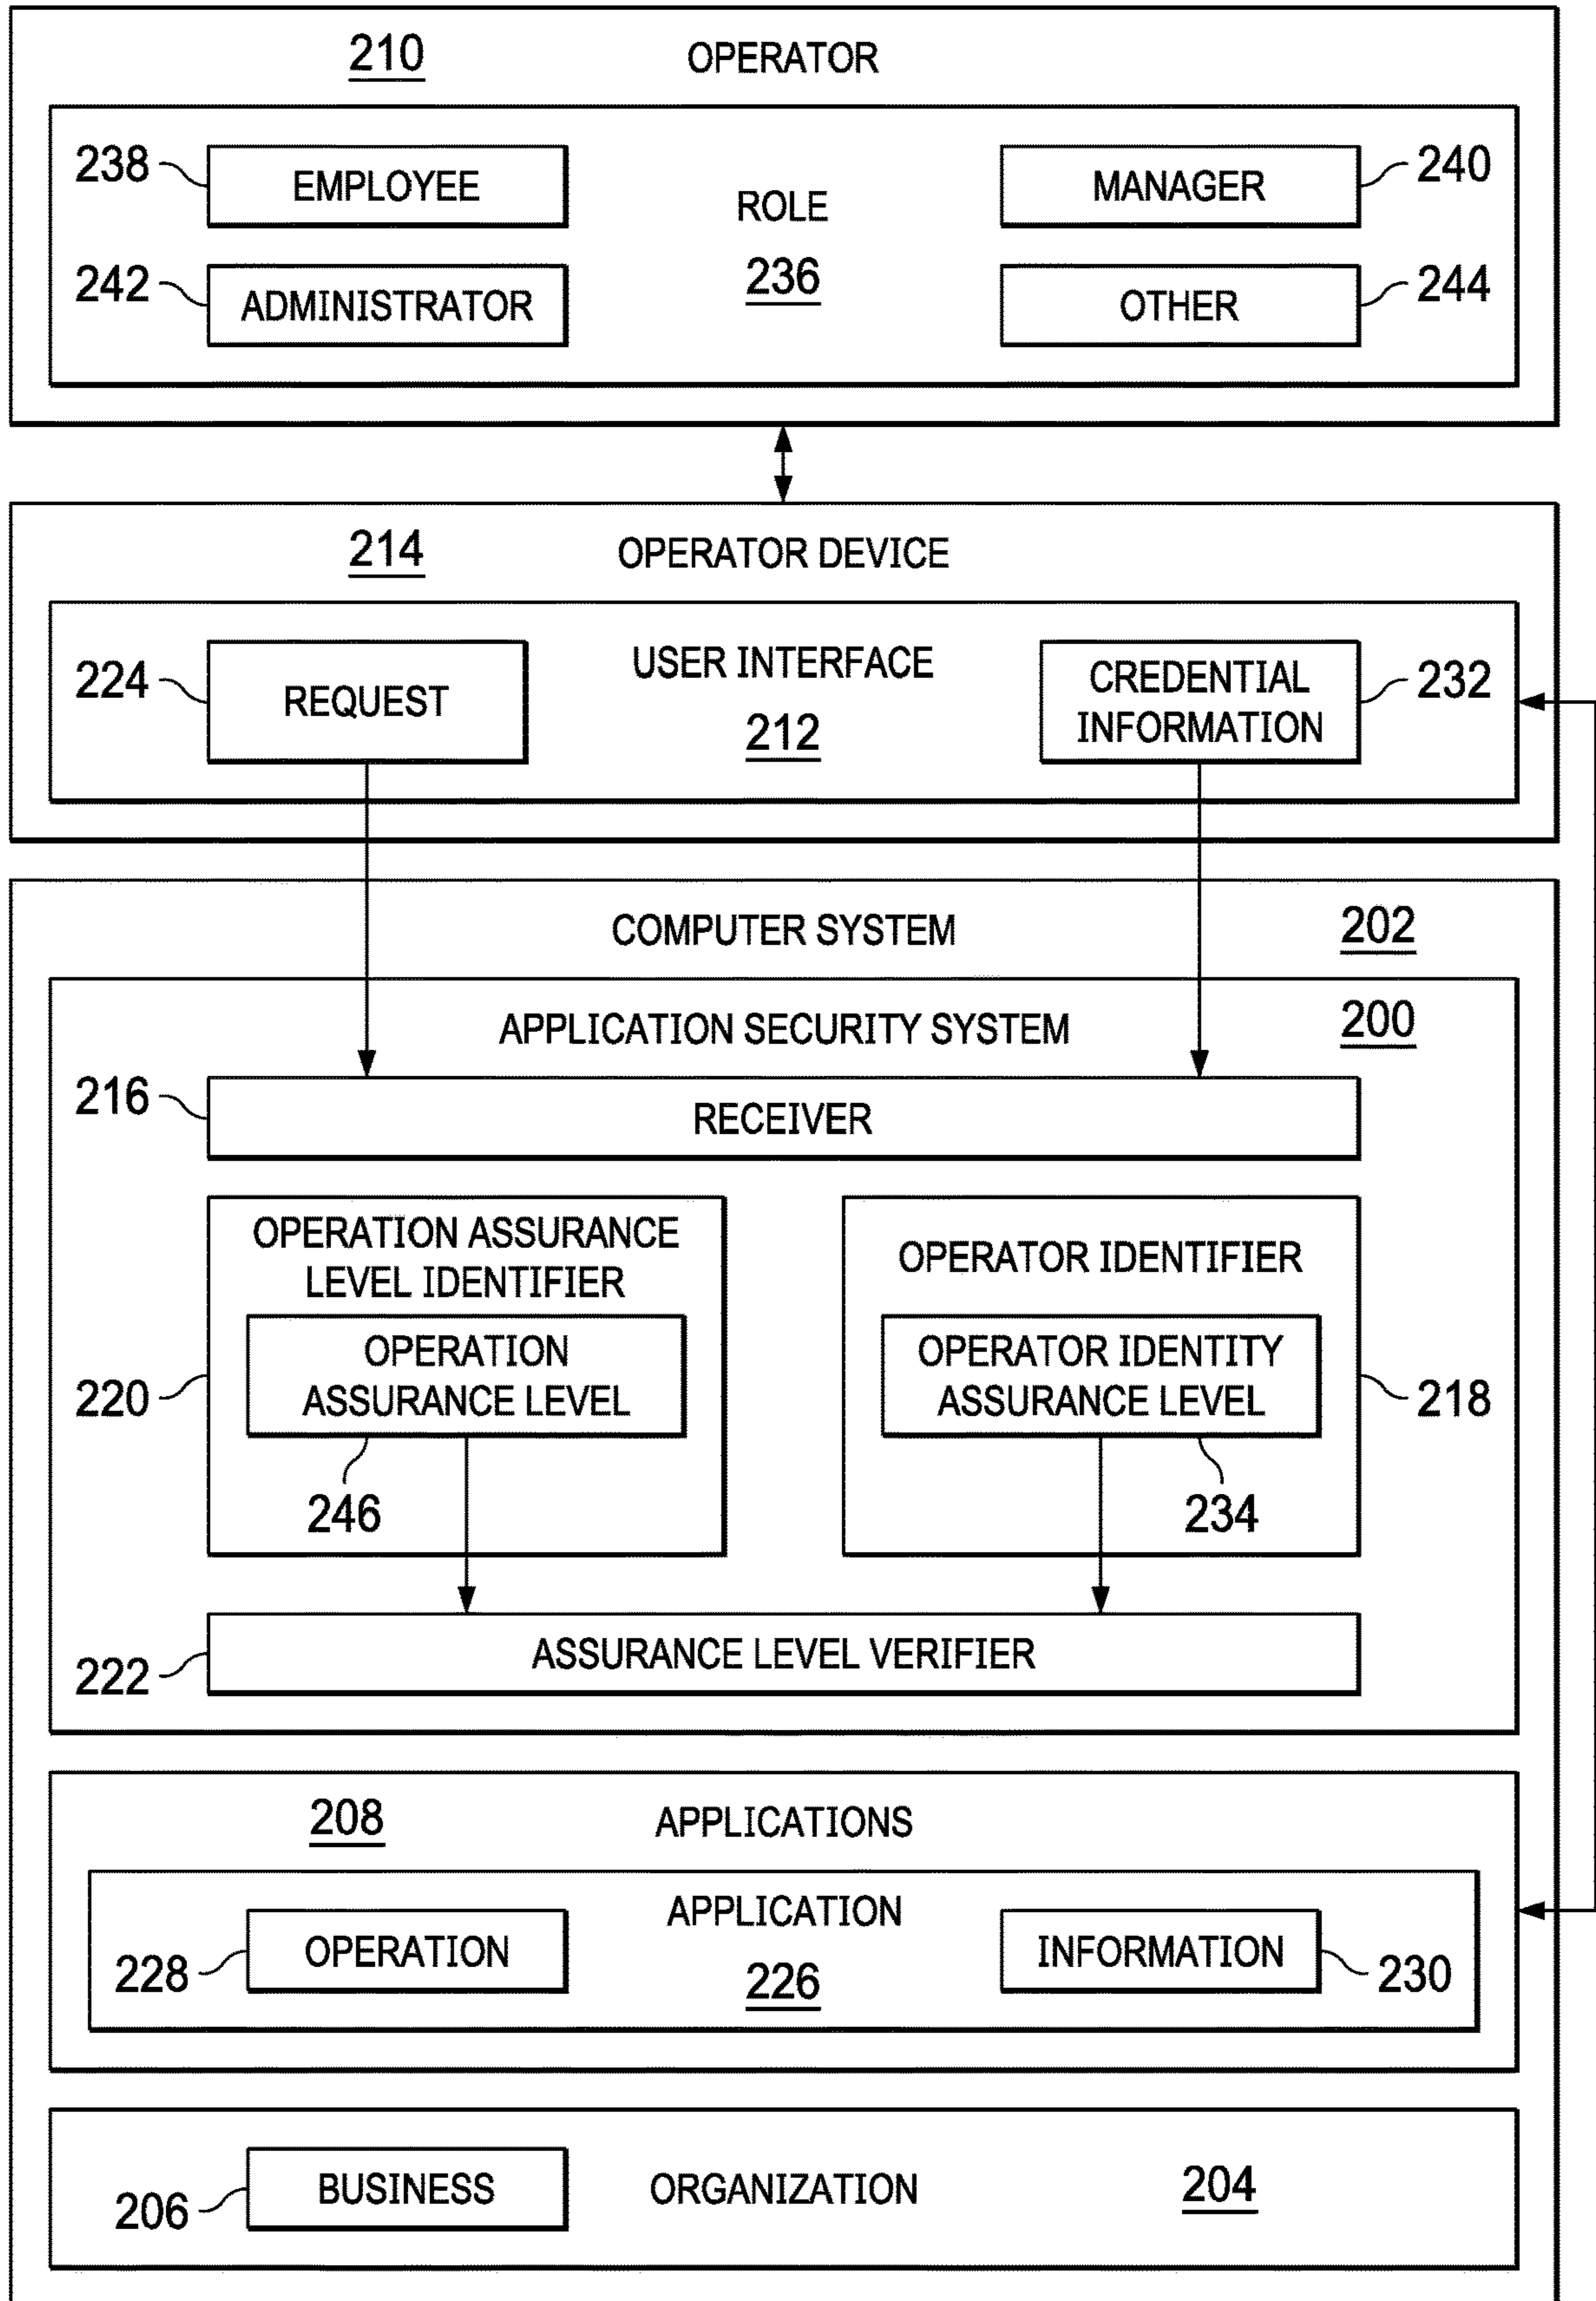 210 OPERATOR
238 EMPLOYEE MANAGER 240
ROLE
242 ADMINISTRATOR 236 OTHER 244
214 OPERATOR DEVICE
224 REQUEST USER INTERFACE CREDENTIAL 232
212 INFORMATION
COMPUTER SYSTEM 202
APPLICATION SECURITY SYSTEM 200
216 RECEIVER
OPERATION ASSURANCE
LEVEL IDENTIFIER
OPERATOR IDENTIFIER
220 OPERATION
ASSURANCE LEVEL
246
OPERATOR IDENTITY
ASSURANCE LEVEL 218
234
222 ASSURANCE LEVEL VERIFIER
208 APPLICATIONS
APPLICATION
228 OPERATION 226 INFORMATION 230
206 BUSINESS ORGANIZATION 204